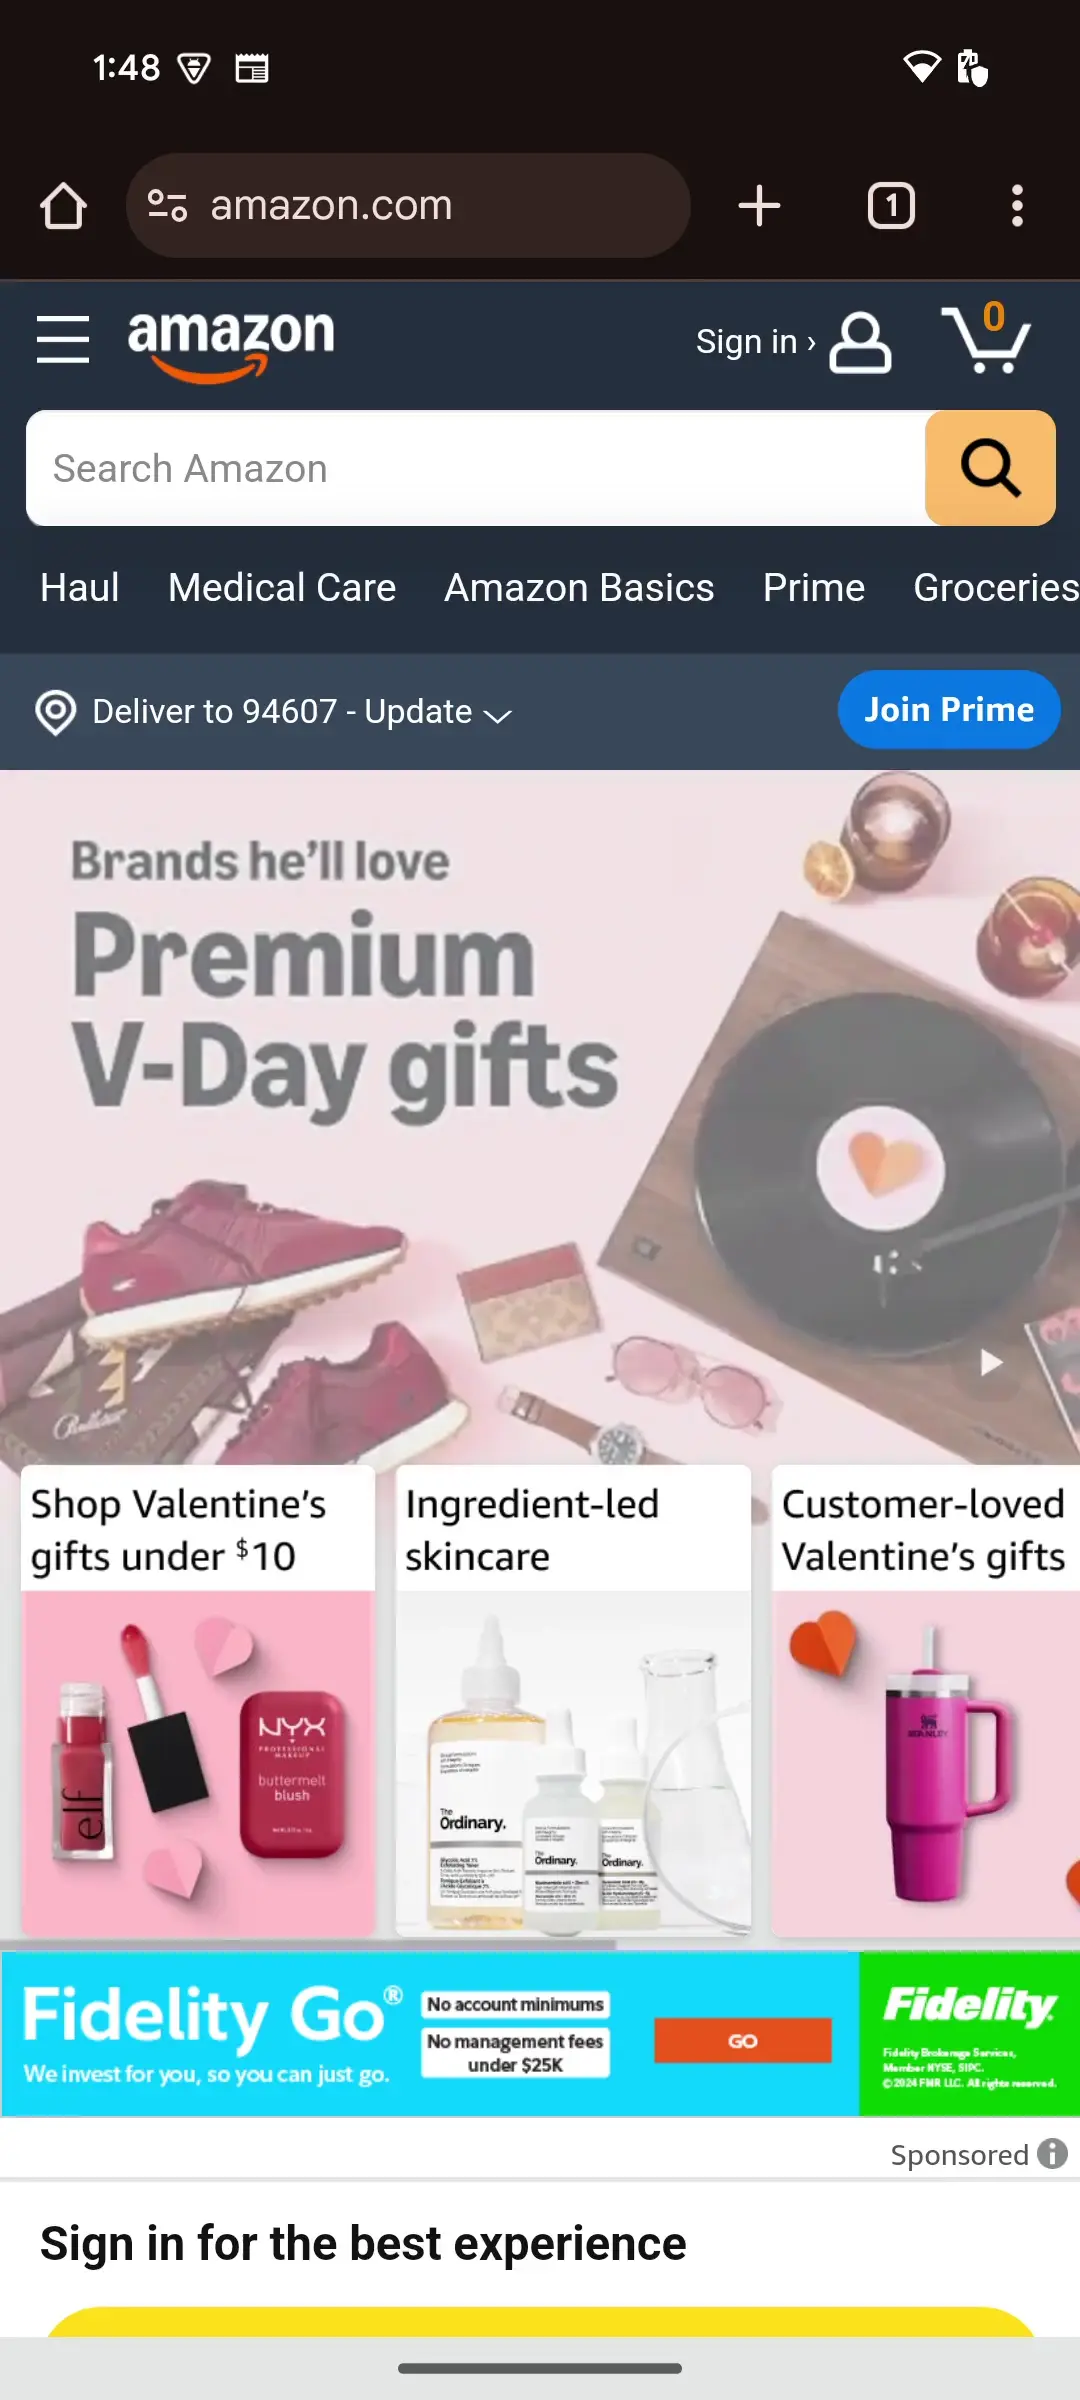 1:48
amazon.com
1
amazon
Sign in ›
0
Search Amazon
Haul Medical Care Amazon Basics Prime Groceries
Deliver to 94607 - Update
Join Prime
Brands he'll love
Premium
V-Day gifts
Shop Valentine's
gifts under $10
elf
NYX
PROFESSIONAL
MAKEUP
buttermelt
blush
Ingredient-led
skincare
The
Ordinary.
The
Ordinary.
The
Ordinary.
Customer-loved
Valentine's gifts
STANLEY
Fidelity Go®
We invest for you, so you can just go.
No account minimums
No management fees
under $25K
GO
Fidelity
Fidelity Brokerage Services,
Member NYSE, SIPC.
©2024 FMR LLC. All rights reserved.
Sponsored
Sign in for the best experience